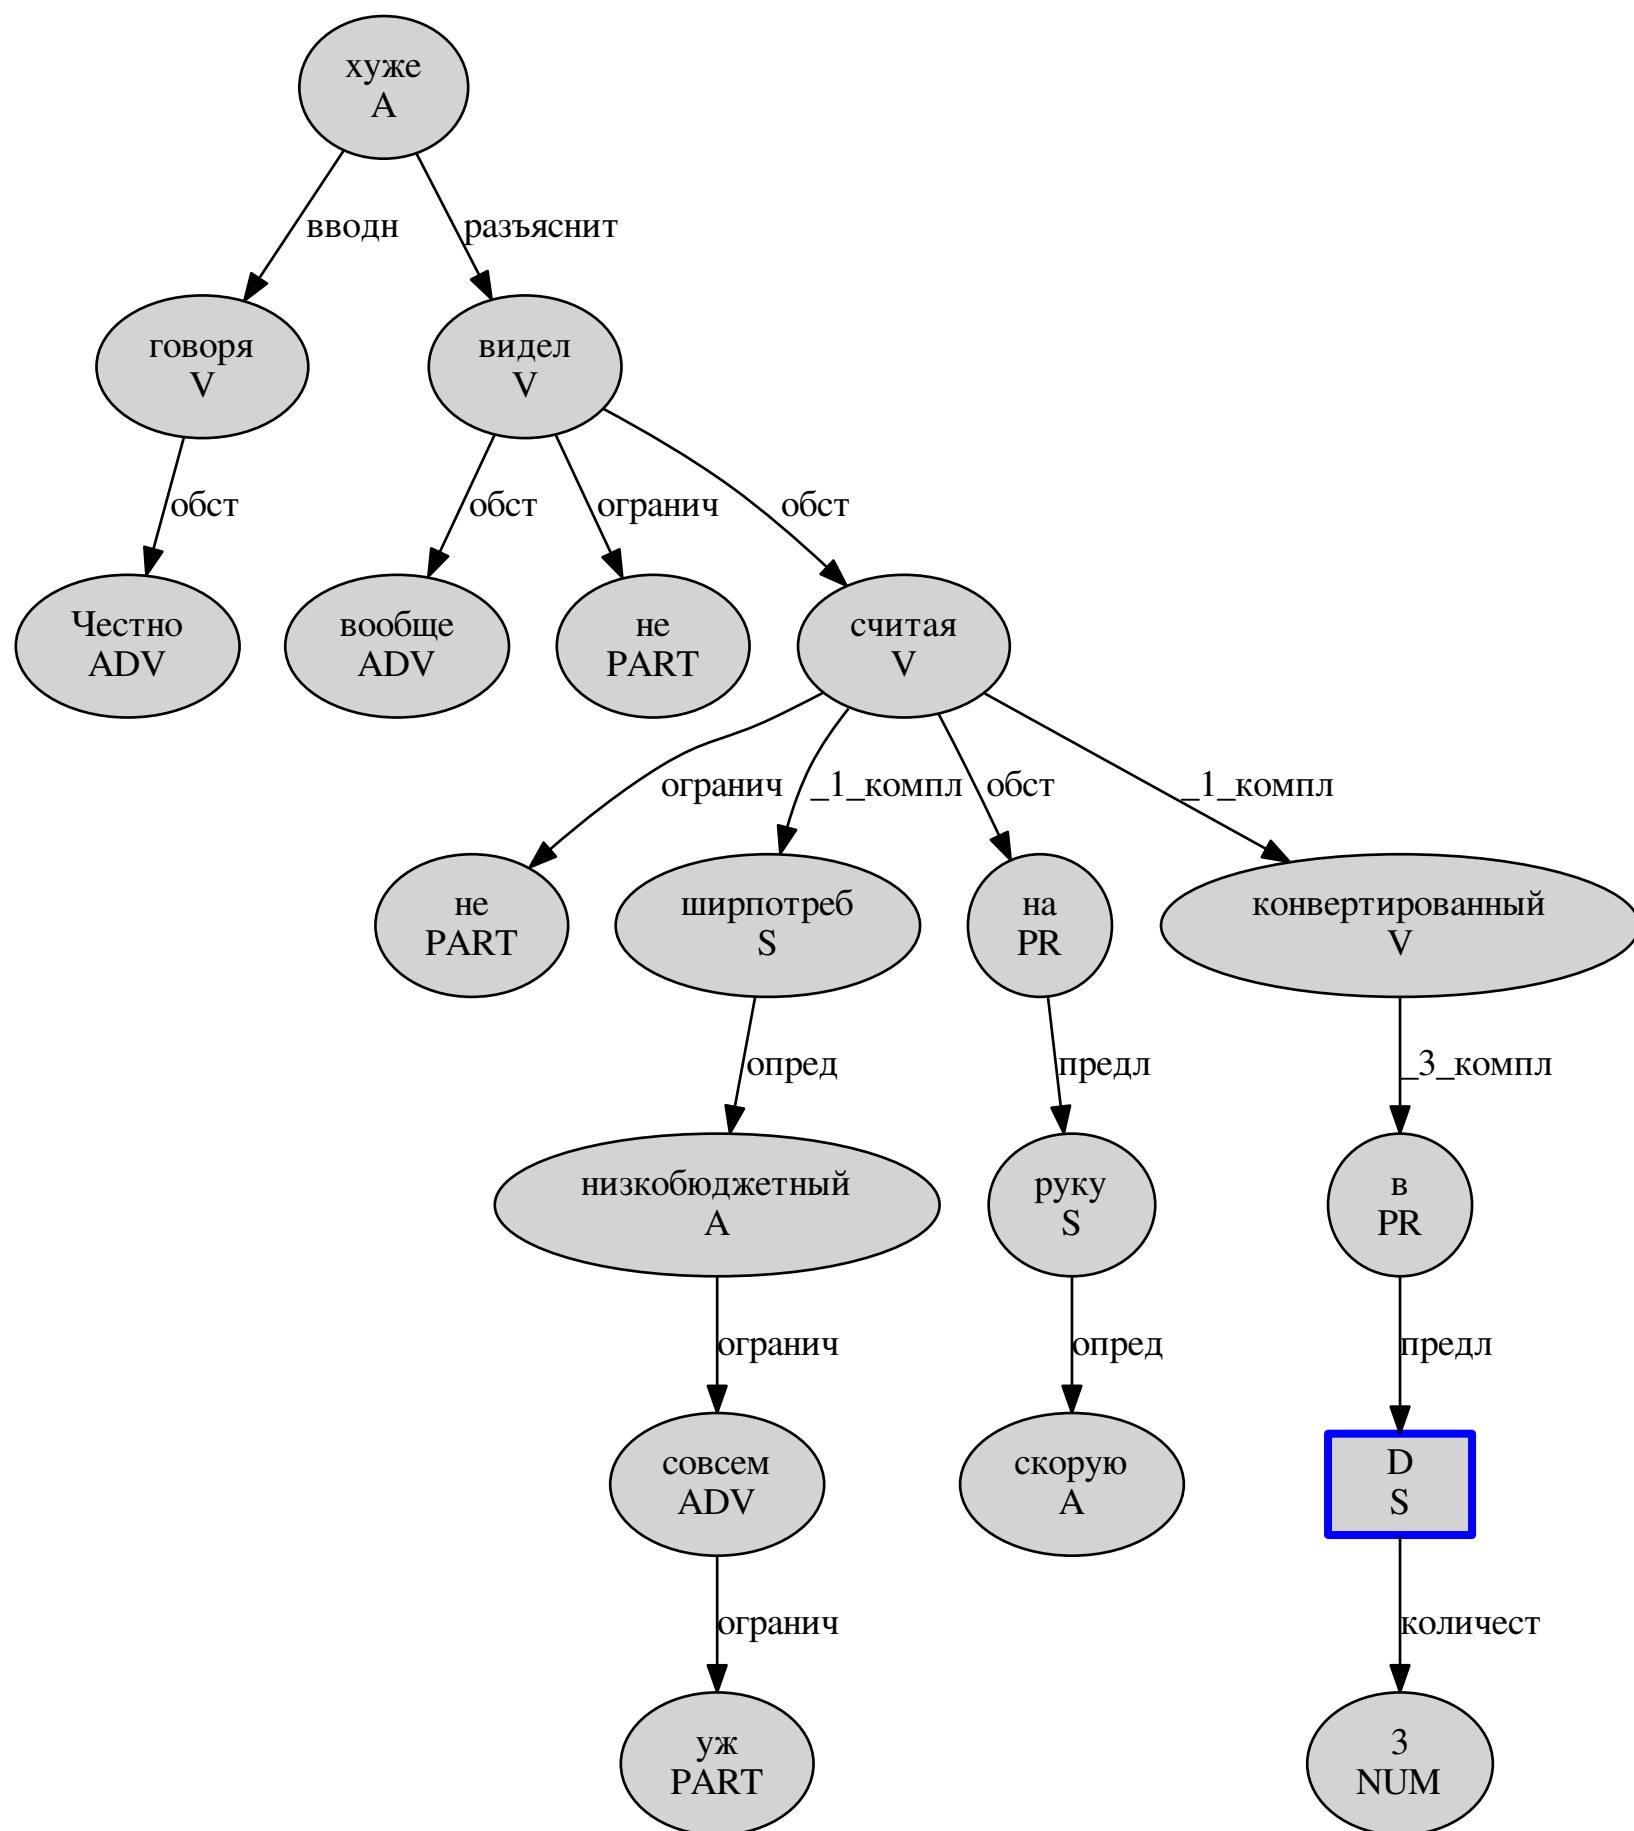 хуже
A
вводн
разъяснит
говоря
V
видел
V
обст
обст
огранич
обст
Честно
ADV
вообще
ADV
не
PART
считая
V
огранич
_1_компл
обст
_1_компл
не
PART
ширпотреб
S
на
PR
конвертированный
V
опред
предл
_3_компл
низкобюджетный
A
руку
S
в
PR
огранич
опред
предл
совсем
ADV
скорую
A
D
S
огранич
количест
уж
PART
3
NUM